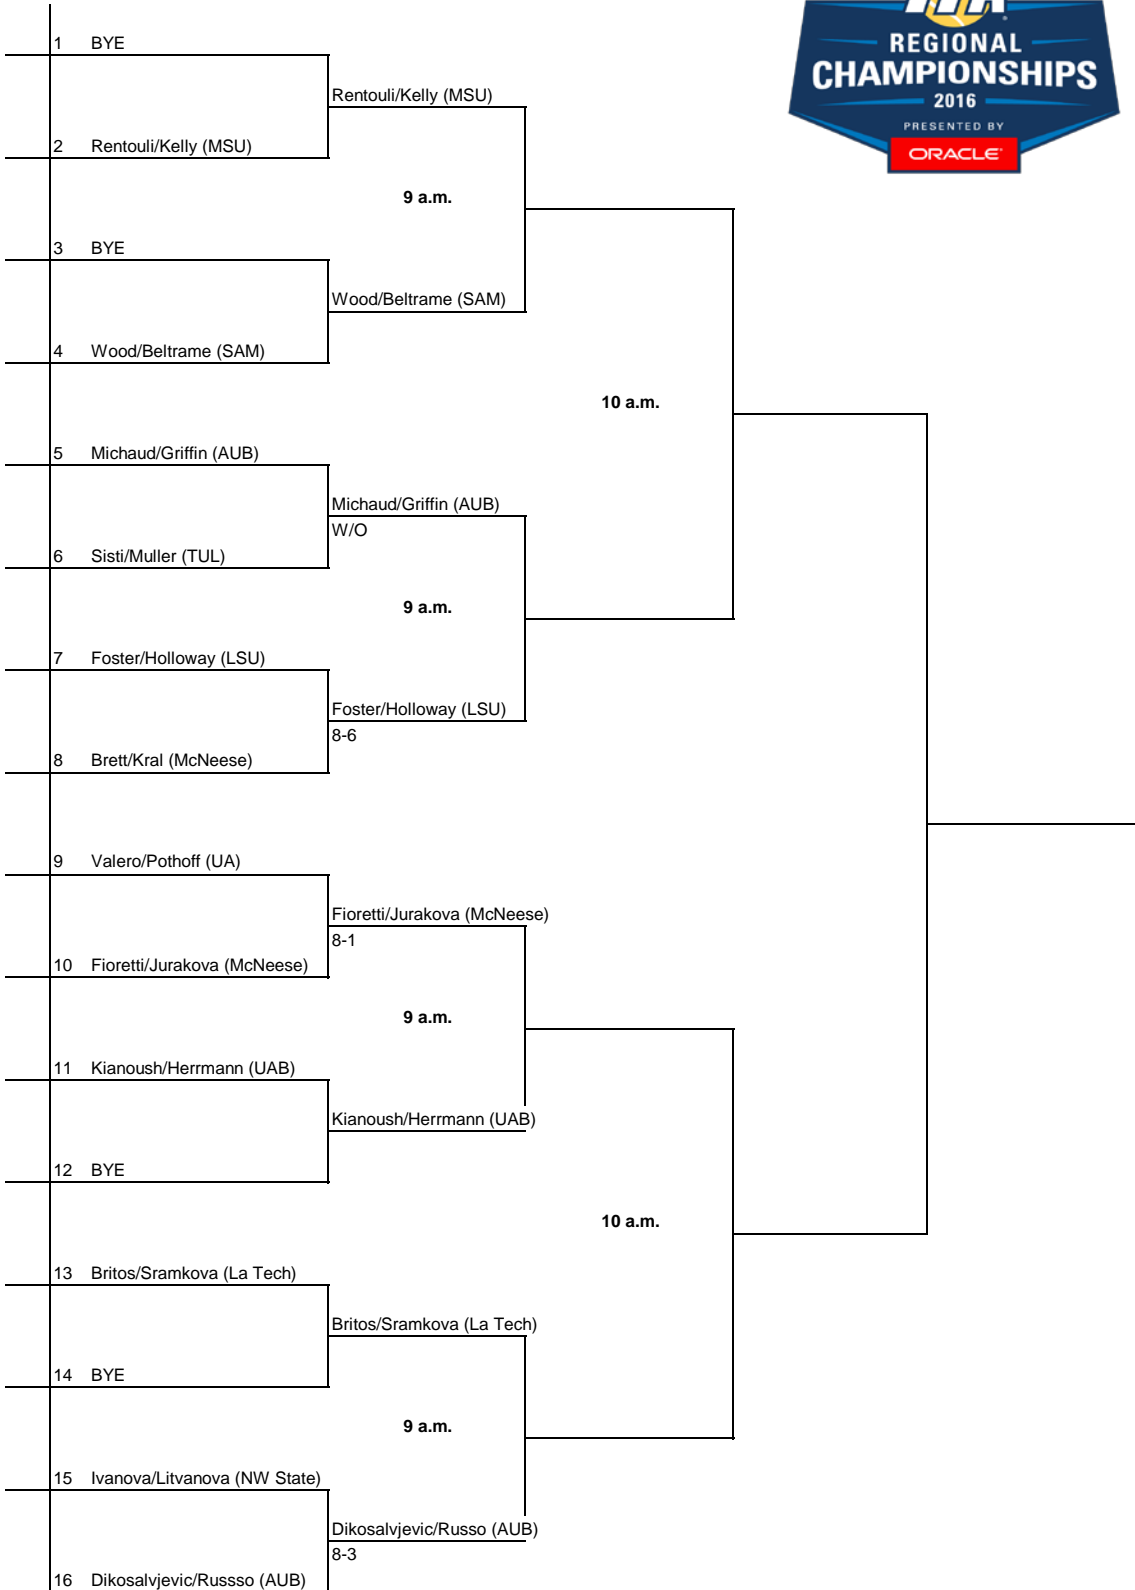 REGIONAL
CHAMPIONSHIPS
2016
PRESENTED BY
ORACLE
1 BYE
Rentouli/Kelly (MSU)
2 Rentouli/Kelly (MSU)
9 a.m.
3 BYE
Wood/Beltrame (SAM)
4 Wood/Beltrame (SAM)
10 a.m.
5 Michaud/Griffin (AUB)
Michaud/Griffin (AUB)
W/O
6 Sisti/Muller (TUL)
9 a.m.
7 Foster/Holloway (LSU)
Foster/Holloway (LSU)
8-6
8 Brett/Kral (McNeese)
9 Valero/Pothoff (UA)
Fioretti/Jurakova (McNeese)
8-1
10 Fioretti/Jurakova (McNeese)
9 a.m.
11 Kianoush/Herrmann (UAB)
Kianoush/Herrmann (UAB)
12 BYE
10 a.m.
13 Britos/Sramkova (La Tech)
Britos/Sramkova (La Tech)
14 BYE
9 a.m.
15 Ivanova/Litvanova (NW State)
Dikosalvjevic/Russo (AUB)
8-3
16 Dikosalvjevic/Russso (AUB)